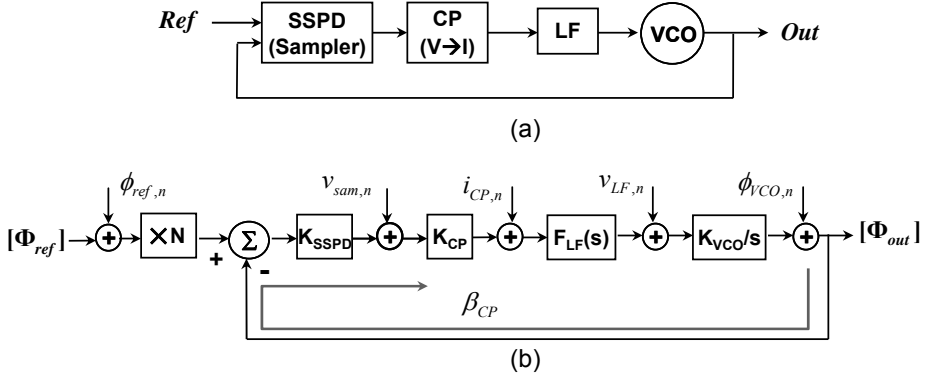 Ref
SSPD
(Sampler)
CP
(V→I)
LF
VCO
Out
(a)
ϕref,n
vsam,n
iCP,n
vLF,n
ϕVCO,n
[Φref]
+
×N
+
Σ
-
KSSPD
+
KCP
+
FLF(s)
+
KVCO/s
+
[Φout]
βCP
(b)